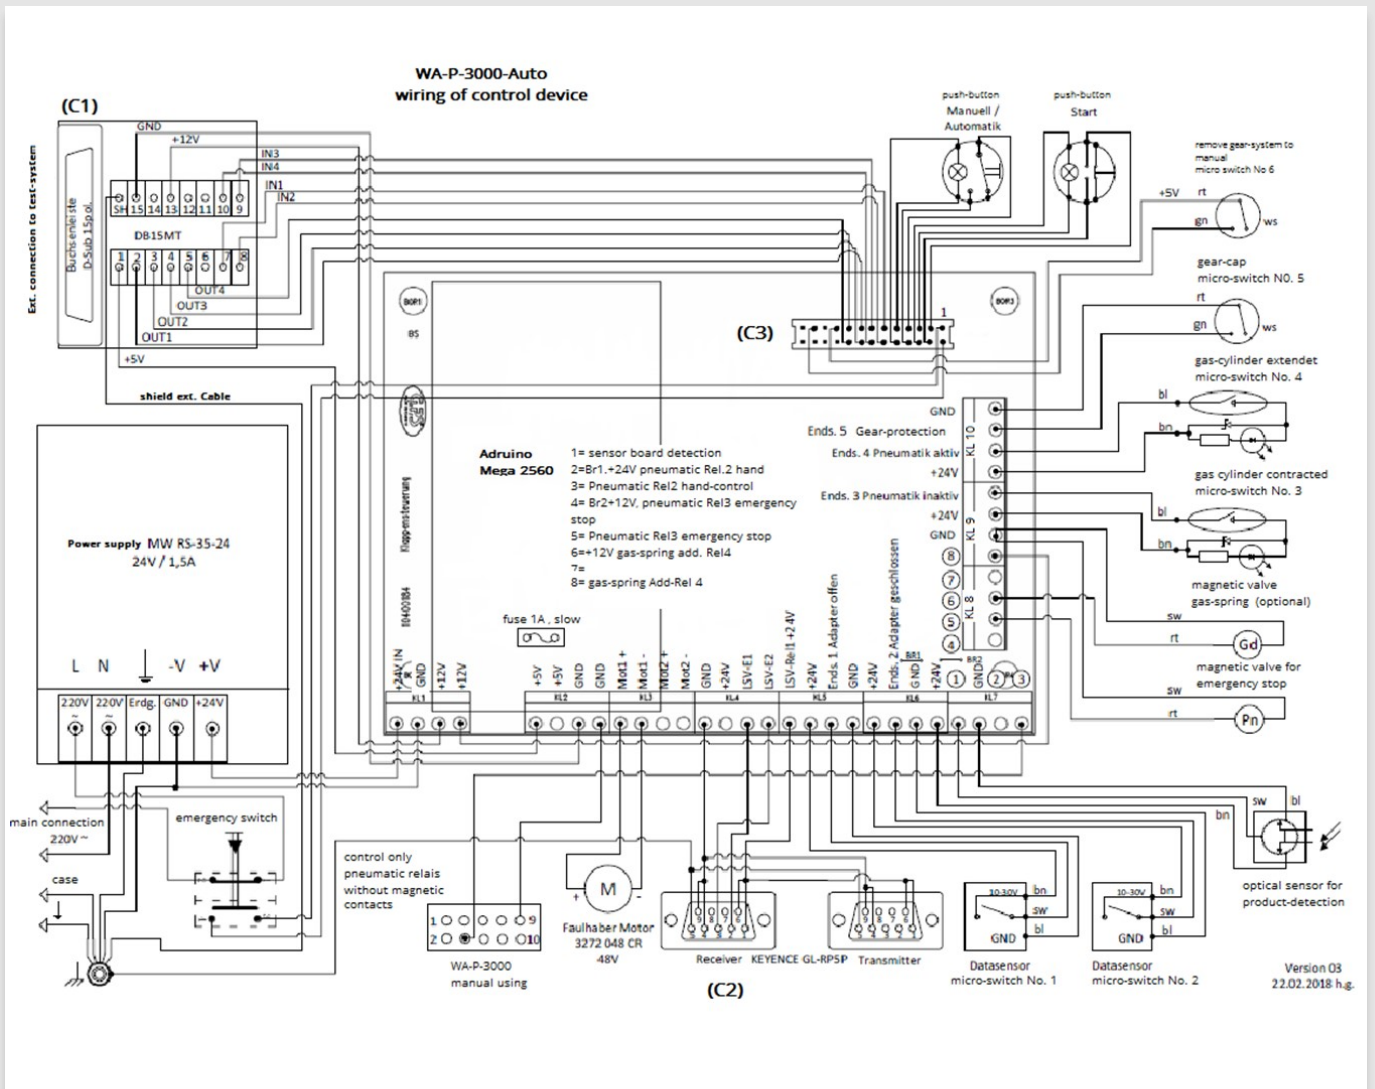 WA-P-3000-Auto
wiring of control device
(C1)
Ext. connection to test-system
Buchsenleiste
D-Sub 15pol.
GND
+12V
IN3
IN4
IN1
IN2
SH 15 14 13 12 11 10 9
DB15MT
1 2 3 4 5 6 7 8
OUT4
OUT3
OUT2
OUT1
+5V
shield ext. Cable
push-button
Manuell /
Automatik
push-button
Start
remove gear-system to
manual
micro switch No 6
+5V
rt
gn
ws
gear-cap
micro-switch N0. 5
rt
gn
ws
gas-cylinder extendet
micro-switch No. 4
bl
bn
gas cylinder contracted
micro-switch No. 3
bl
bn
magnetic valve
gas-spring (optional)
sw
rt
Gd
magnetic valve for
emergency stop
sw
rt
Pn
BOR1
BOR3
(C3)
1
Klappensteuerung
Adruino
Mega 2560
1= sensor board detection
2=Br1.+24V pneumatic Rel.2 hand
3= Pneumatic Rel2 hand-control
4= Br2+12V, pneumatic Rel3 emergency
stop
5= Pneumatic Rel3 emergency stop
6=+12V gas-spring add. Rel4
7=
8= gas-spring Add-Rel 4
fuse 1A , slow
GND
Ends. 5 Gear-protection
Ends. 4 Pneumatik aktiv
+24V
KL 10
Ends. 3 Pneumatik inaktiv
+24V
GND
KL 9
8
7
6
5
4
KL 8
BR1
BR2
1
2
3
+24V IN
GND
+12V
+12V
+5V
+5V
GND
GND
Mot1 +
Mot1 -
Mot2 +
Mot2 -
GND
+24V
LSV-E1
LSV-E2
LSV-Rel1 +24V
+24V
Ends. 1 Adapter offen
GND
+24V
Ends. 2 Adapter geschlossen
GND
+24V
GND
KL1
KL2
KL3
KL4
KL5
KL6
KL7
Power supply MW RS-35-24
24V / 1,5A
L N -V +V
220V
~
220V
~
Erdg.
GND
+24V
main connection
220V ~
emergency switch
case
control only
pneumatic relais
without magnetic
contacts
1
9
2
10
WA-P-3000
manual using
M
+
-
Faulhaber Motor
3272 048 CR
48V
9 8 7 6
5 4 3 2 1
Receiver KEYENCE GL-RP5P Transmitter
(C2)
10-30V
GND
bn
sw
bl
Datasensor
micro-switch No. 1
10-30V
GND
bn
sw
bl
Datasensor
micro-switch No. 2
bn
sw
bl
optical sensor for
product-detection
Version 03
22.02.2018 h.g.